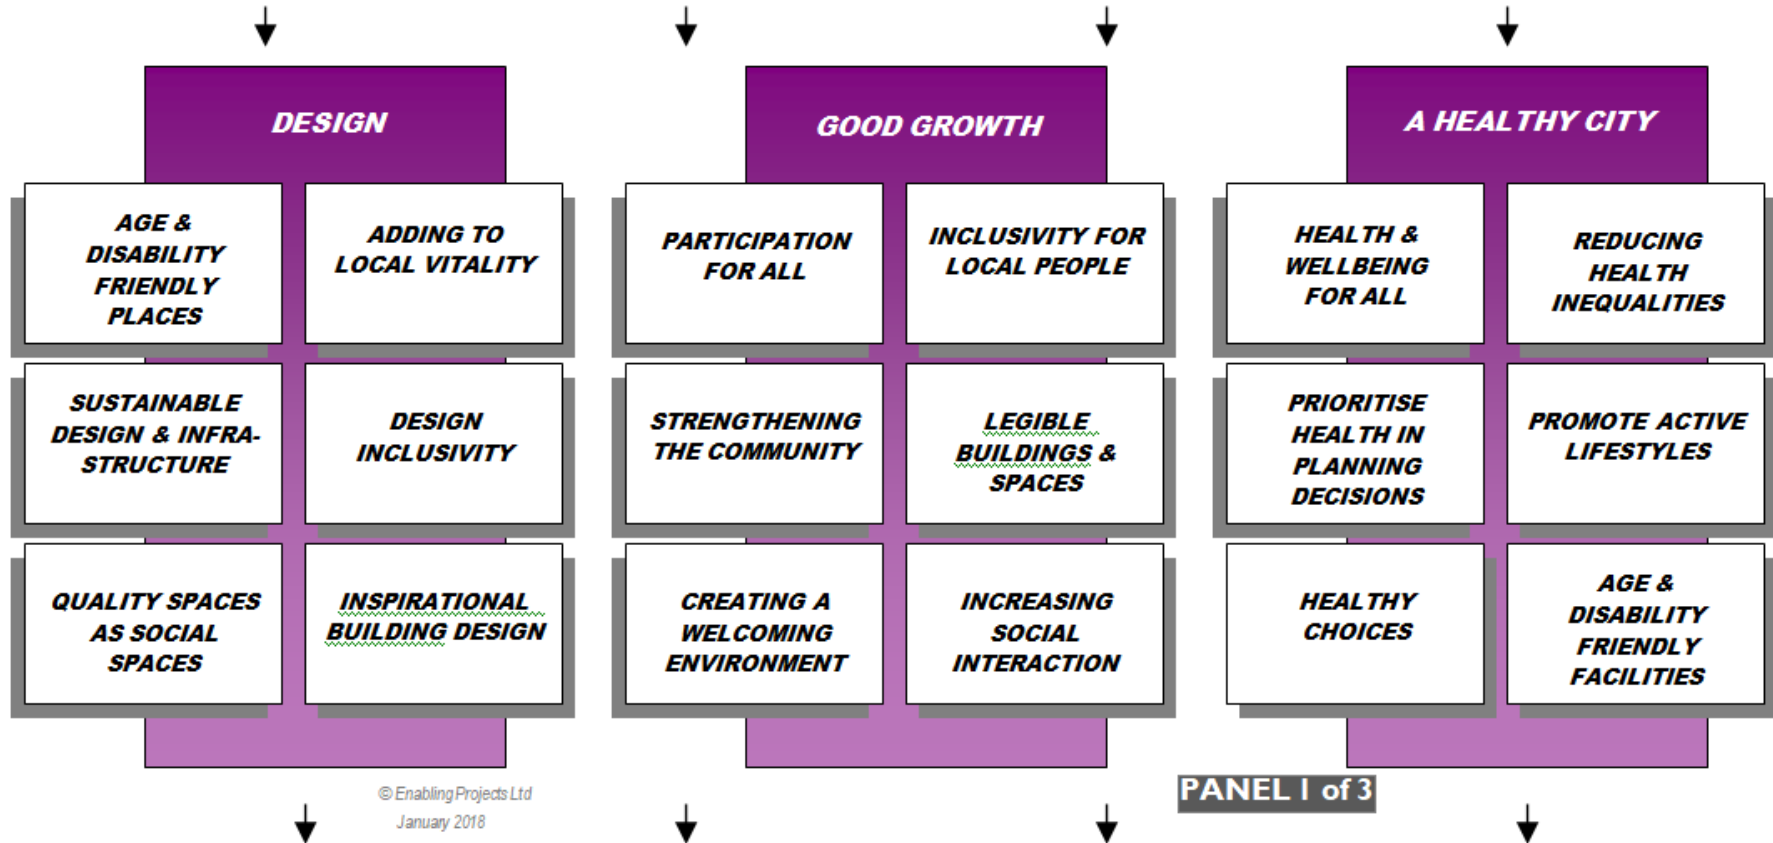 DESIGN
AGE &
DISABILITY
FRIENDLY
PLACES
ADDING TO
LOCAL VITALITY
SUSTAINABLE
DESIGN & INFRA-
STRUCTURE
DESIGN
INCLUSIVITY
QUALITY SPACES
AS SOCIAL
SPACES
INSPIRATIONAL
BUILDING DESIGN
GOOD GROWTH
PARTICIPATION
FOR ALL
INCLUSIVITY FOR
LOCAL PEOPLE
STRENGTHENING
THE COMMUNITY
LEGIBLE
BUILDINGS &
SPACES
CREATING A
WELCOMING
ENVIRONMENT
INCREASING
SOCIAL
INTERACTION
A HEALTHY CITY
HEALTH &
WELLBEING
FOR ALL
REDUCING
HEALTH
INEQUALITIES
PRIORITISE
HEALTH IN
PLANNING
DECISIONS
PROMOTE ACTIVE
LIFESTYLES
HEALTHY
CHOICES
AGE &
DISABILITY
FRIENDLY
FACILITIES
© Enabling Projects Ltd
January 2018
PANEL 1 of 3